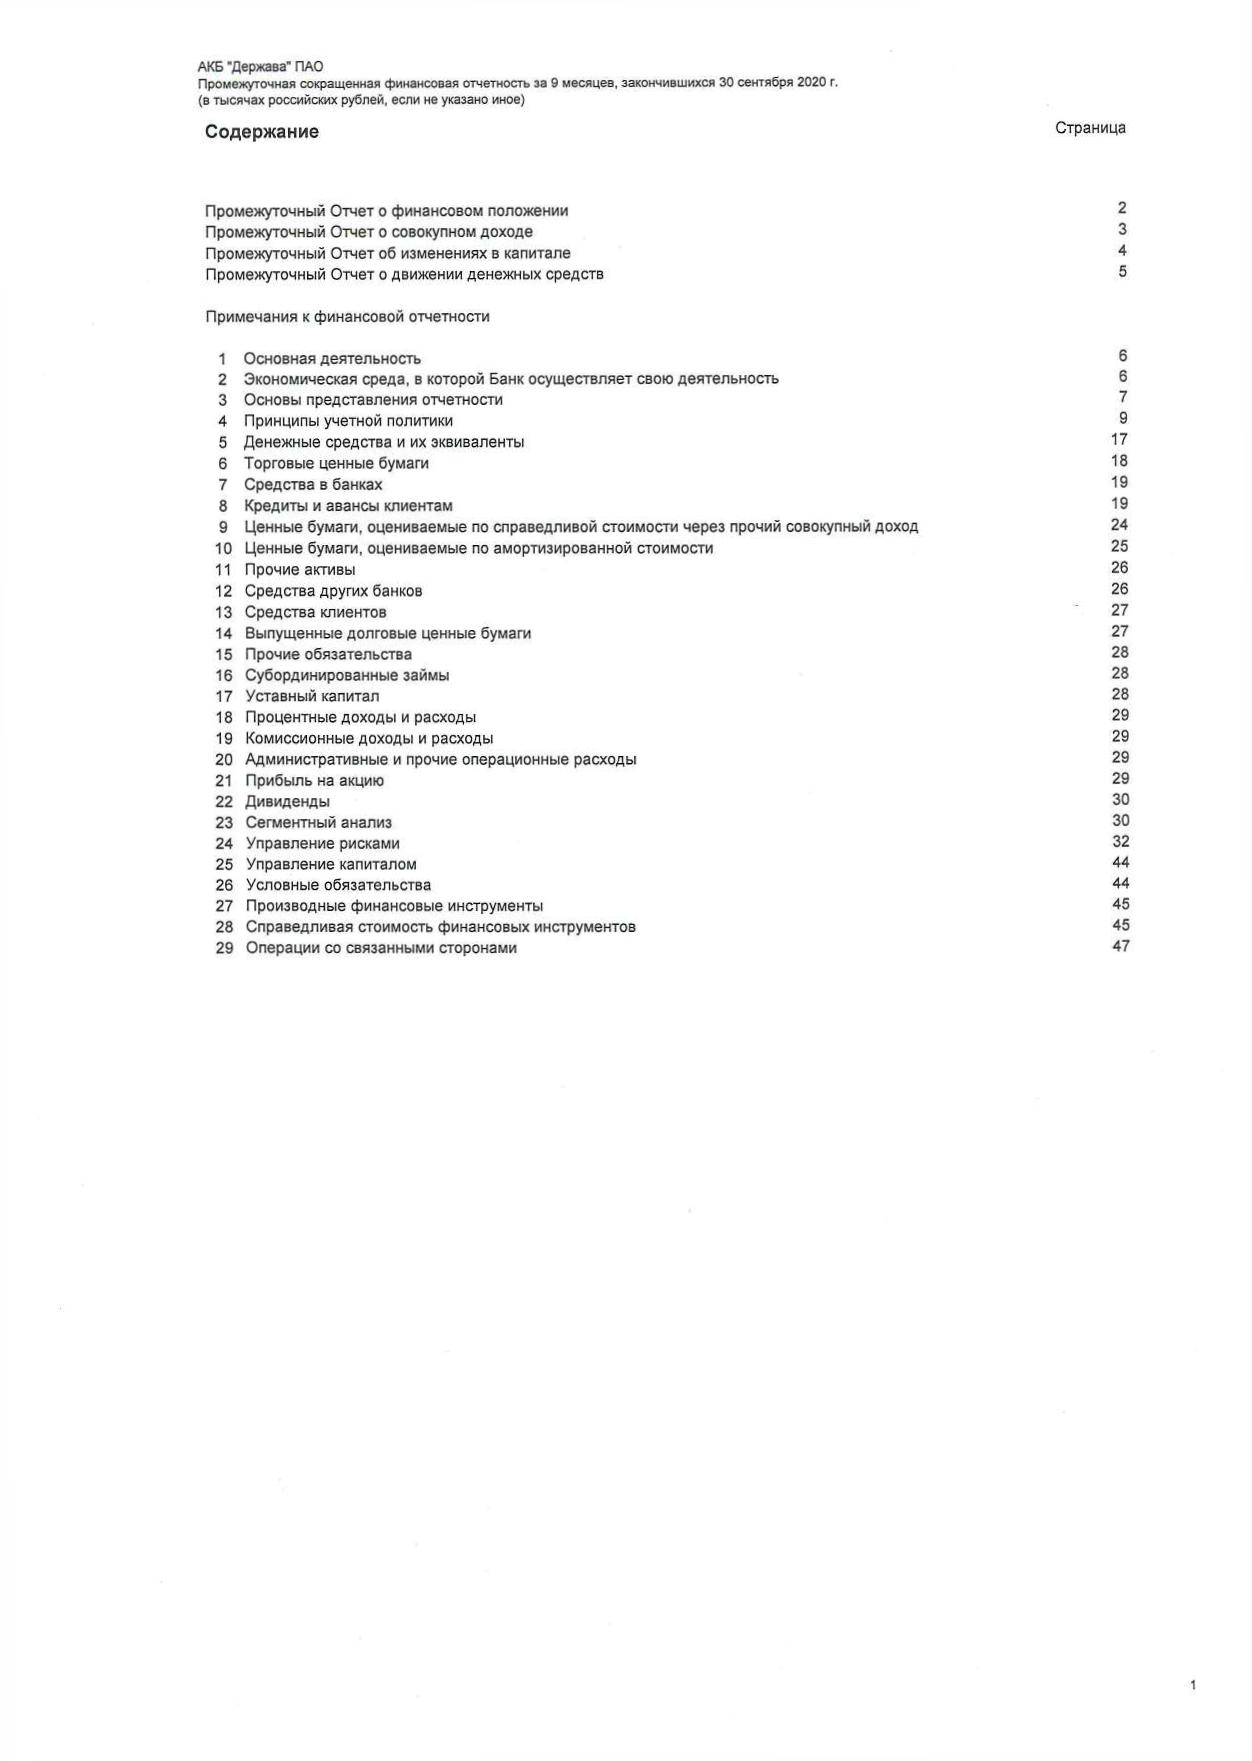 АКБ "Держава" ПАО
Промежуточная сокращенная финансовая отчетность за 9 месяцев, закончившихся 30 сентября 2020 г.
(в тысячах российских рублей, если не указано иное)
Содержание Страница
Промежуточный Отчет о финансовом положении 2
Промежуточный Отчет о совокупном доходе 3
Промежуточный Отчет об изменениях в капитале 4
Промежуточный Отчет о движении денежных средств 5
Примечания к финансовой отчетности
1 Основная деятельность 6
2 Экономическая среда, в которой Банк осуществляет свою деятельность 6
3 Основы представления отчетности 7
4 Принципы учетной политики 9
5 Денежные средства и их эквиваленты 17
6 Торговые ценные бумаги 18
7 Средства в банках 19
8 Кредиты и авансы клиентам 19
9 Ценные бумаги, оцениваемые по справедливой стоимости через прочий совокупный доход 24
10 Ценные бумаги, оцениваемые по амортизированной стоимости 25
11 Прочие активы 26
12 Средства других банков 26
13 Средства клиентов 27
14 Выпущенные долговые ценные бумаги 27
15 Прочие обязательства 28
16 Субординированные займы 28
17 Уставный капитал 28
18 Процентные доходы и расходы 29
19 Комиссионные доходы и расходы 29
20 Административные и прочие операционные расходы 29
21 Прибыль на акцию 29
22 Дивиденды 30
23 Сегментный анализ 30
24 Управление рисками 32
25 Управление капиталом 44
26 Условные обязательства 44
27 Производные финансовые инструменты 45
28 Справедливая стоимость финансовых инструментов 45
29 Операции со связанными сторонами 47
1